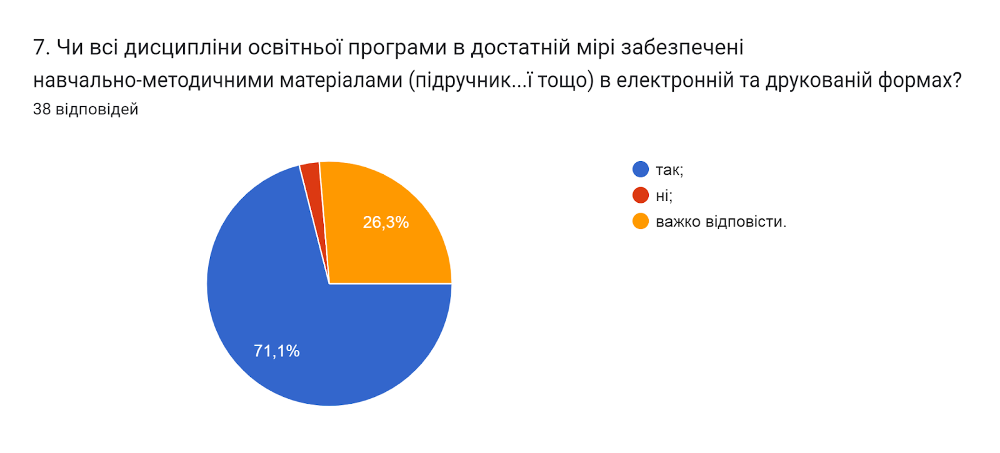 7. Чи всі дисципліни освітньої програми в достатній мірі забезпечені
навчально-методичними матеріалами (підручник...ї тощо) в електронній та друкованій формах?
38 відповідей
так;
ні;
важко відповісти.
26,3%
71,1%